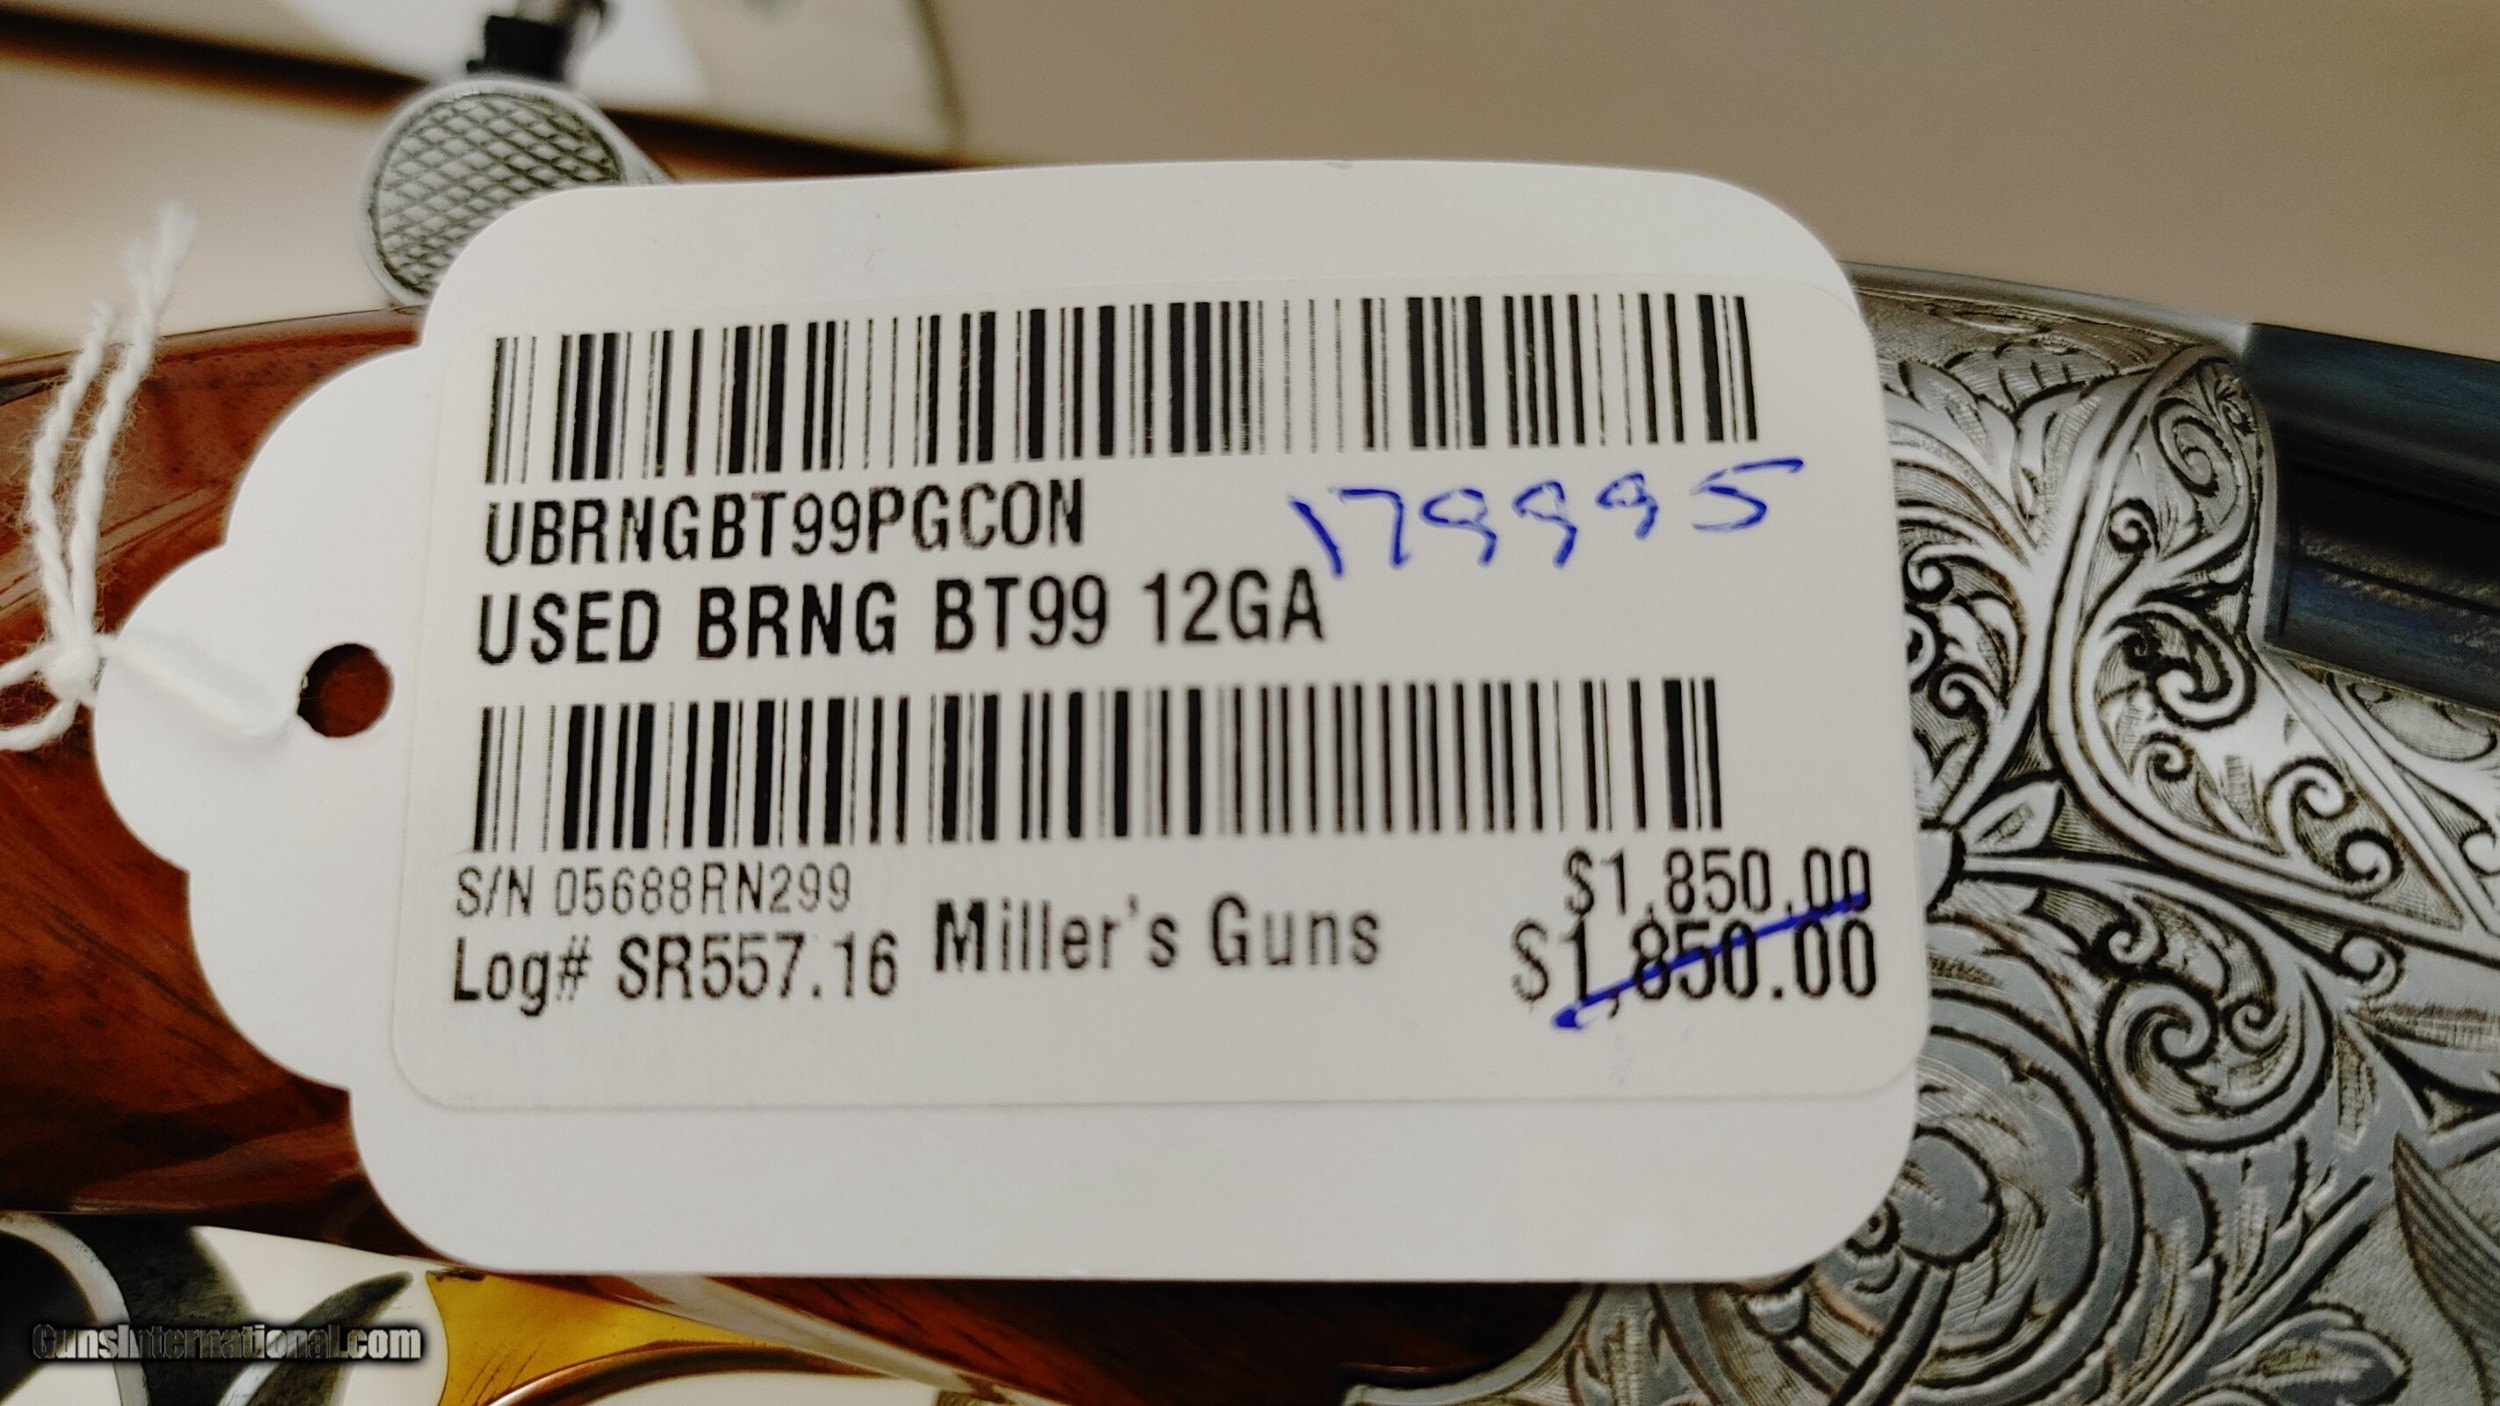 UBRNGBT99PGCON
179995
USED BRNG BT99 12GA
S/N 05688RN299
$1,850.00
Log# SR557.16
Miller's Guns
$1,850.00
GunsInternational.com